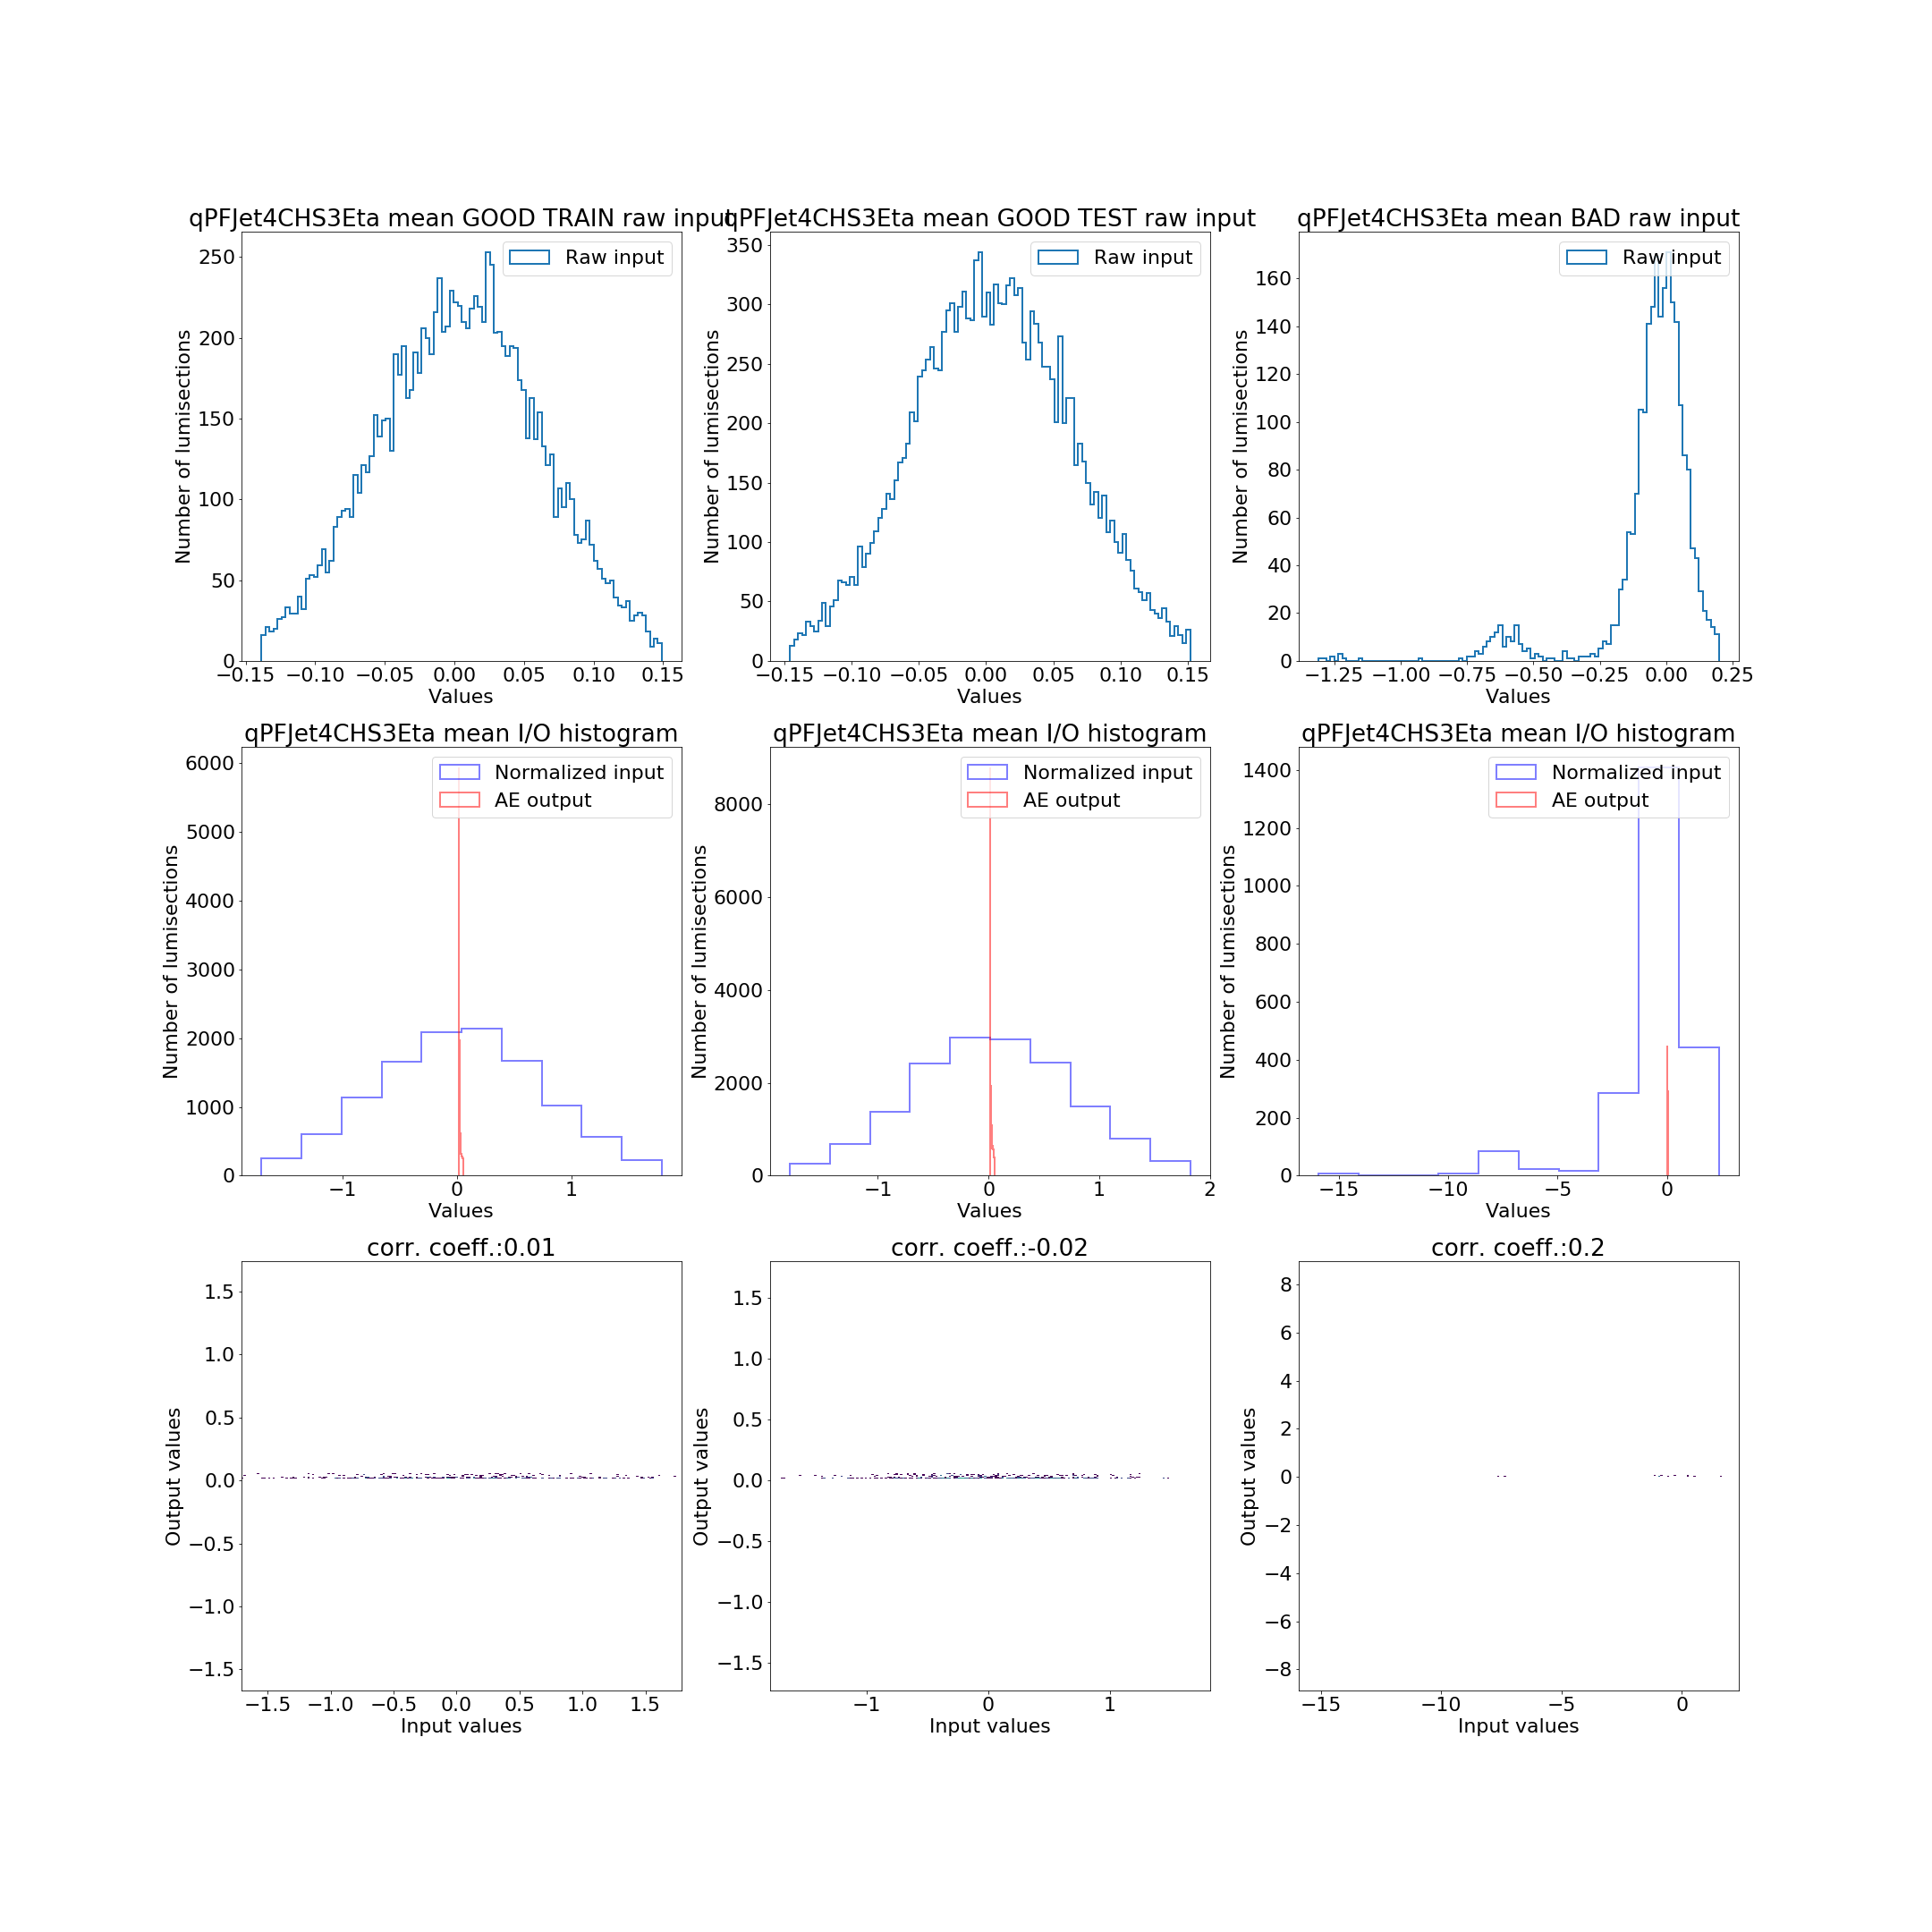 qPFJet4CHS3Eta mean GOOD TRAIN raw input
qPFJet4CHS3Eta mean GOOD TEST raw input
qPFJet4CHS3Eta mean BAD raw input
Raw input
Raw input
Raw input
Number of lumisections
250
200
150
100
50
0
Number of lumisections
350
300
250
200
150
100
50
0
Number of lumisections
160
140
120
100
80
60
40
20
0
−0.15 −0.10 −0.05 0.00 0.05 0.10 0.15
−0.15 −0.10 −0.05 0.00 0.05 0.10 0.15
−1.25 −1.00 −0.75 −0.50 −0.25 0.00 0.25
Values
Values
Values
qPFJet4CHS3Eta mean I/O histogram
qPFJet4CHS3Eta mean I/O histogram
qPFJet4CHS3Eta mean I/O histogram
Normalized input
AE output
Normalized input
AE output
Normalized input
AE output
Number of lumisections
6000
5000
4000
3000
2000
1000
0
Number of lumisections
8000
6000
4000
2000
0
Number of lumisections
1400
1200
1000
800
600
400
200
0
−1 0 1
−1 0 1 2
−15 −10 −5 0
Values
Values
Values
corr. coeff.:0.01
corr. coeff.:-0.02
corr. coeff.:0.2
Output values
1.5
1.0
0.5
0.0
−0.5
−1.0
−1.5
Output values
1.5
1.0
0.5
0.0
−0.5
−1.0
−1.5
Output values
8
6
4
2
0
−2
−4
−6
−8
−1.5 −1.0 −0.5 0.0 0.5 1.0 1.5
−1 0 1
−15 −10 −5 0
Input values
Input values
Input values